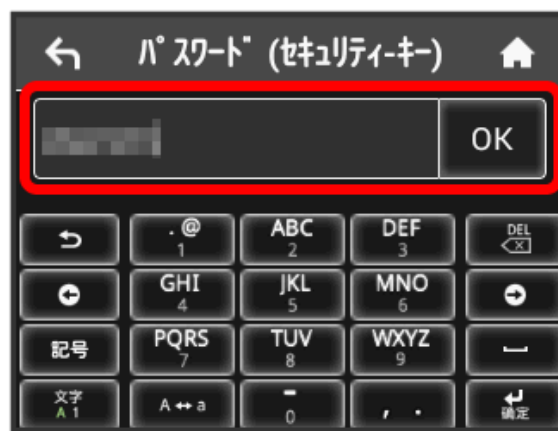 パスワード (セキュリティ-キー)
OK
. @ ABC DEF DEL
1 2 3
GHI JKL MNO
4 5 6
記号 PQRS TUV WXYZ
7 8 9
文字 A ↔ a - , . 確定
A 1 0